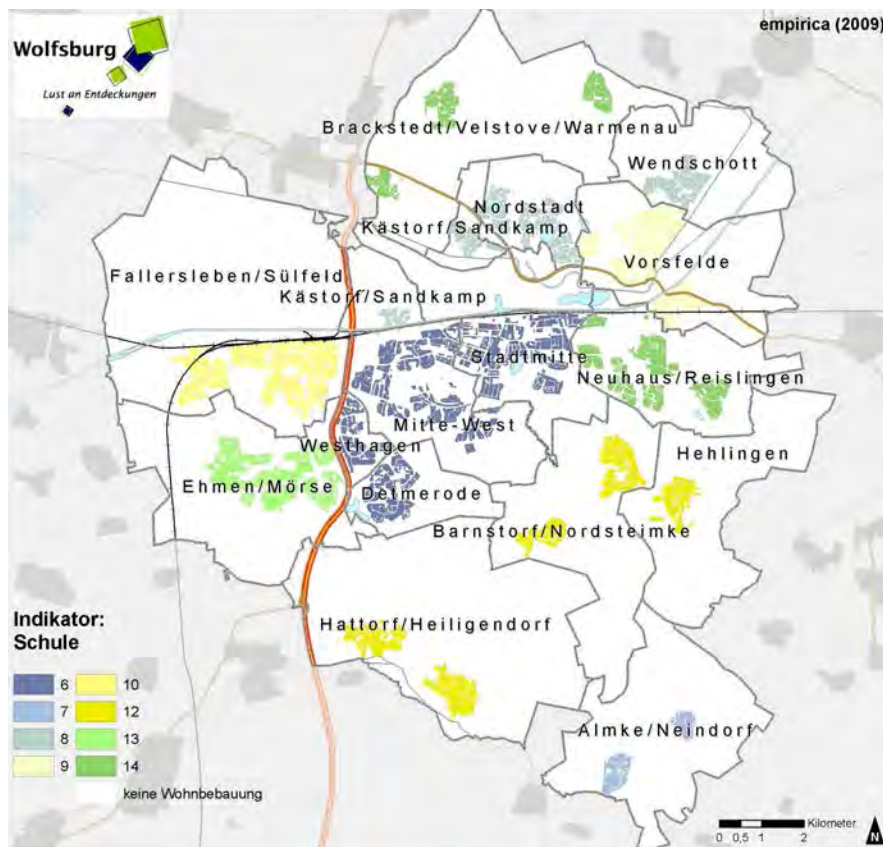 empirica (2009)
Wolfsburg
Lust an Entdeckungen
Brackstedt/Velstove/Warmenau
Wendschott
Nordstadt
Kästorf/Sandkamp
Vorsfelde
Fallersleben/Sülfeld
Kästorf/Sandkamp
Stadtmitte
Neuhaus/Reislingen
Mitte-West
Westhagen
Hehlingen
Ehmen/Mörse
Detmerode
Barnstorf/Nordsteimke
Hattorf/Heiligendorf
Almke/Neindorf
Indikator:
Schule
6 10
7 12
8 13
9 14
keine Wohnbebauung
Kilometer
0 0,5 1 2
N